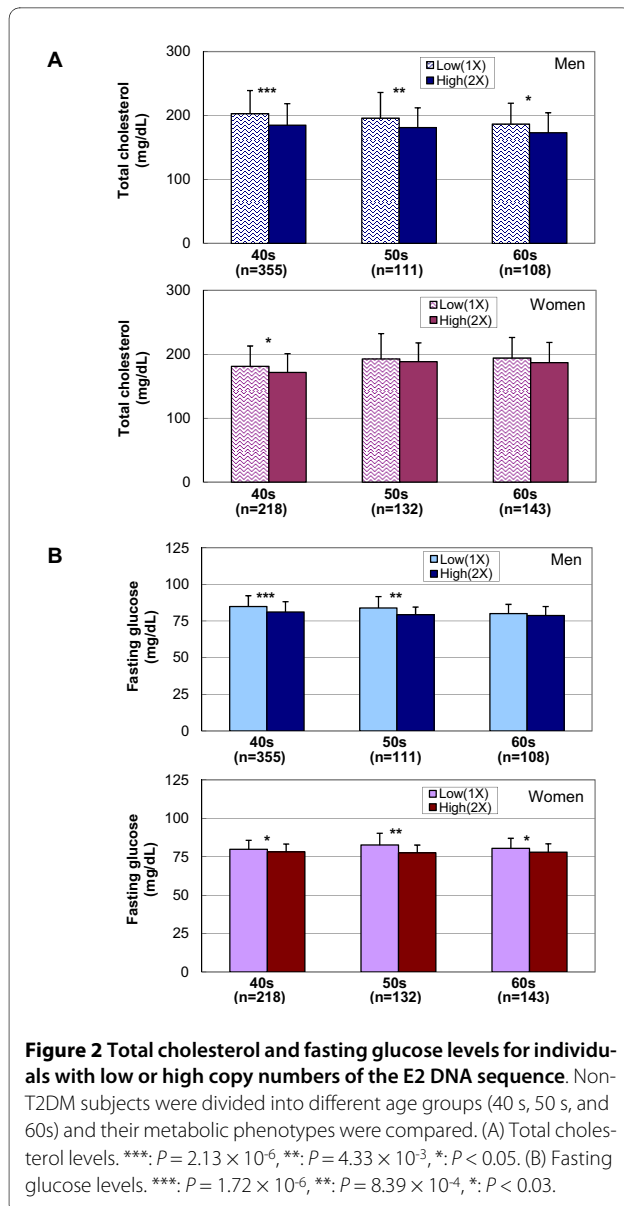 A
Total cholesterol
(mg/dL)
300
200
100
0
Low(1X)
High(2X)
Men
***
**
*
40s
(n=355)
50s
(n=111)
60s
(n=108)
Total cholesterol
(mg/dL)
300
200
100
0
Low(1X)
High(2X)
Women
*
40s
(n=218)
50s
(n=132)
60s
(n=143)
B
Fasting glucose
(mg/dL)
125
100
75
50
25
0
Low(1X)
High(2X)
Men
***
**
40s
(n=355)
50s
(n=111)
60s
(n=108)
Fasting glucose
(mg/dL)
125
100
75
50
25
0
Low(1X)
High(2X)
Women
*
**
*
40s
(n=218)
50s
(n=132)
60s
(n=143)
Figure 2 Total cholesterol and fasting glucose levels for individu-
als with low or high copy numbers of the E2 DNA sequence. Non-
T2DM subjects were divided into different age groups (40 s, 50 s, and
60s) and their metabolic phenotypes were compared. (A) Total choles-
terol levels. ***: P = 2.13 × 10⁻⁶, **: P = 4.33 × 10⁻³, *: P < 0.05. (B) Fasting
glucose levels. ***: P = 1.72 × 10⁻⁶, **: P = 8.39 × 10⁻⁴, *: P < 0.03.